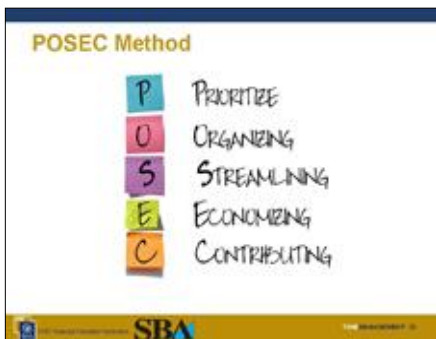 POSEC Method
P PRIORITIZE
O ORGANIZING
S STREAMLINING
E ECONOMIZING
C CONTRIBUTING
SBA